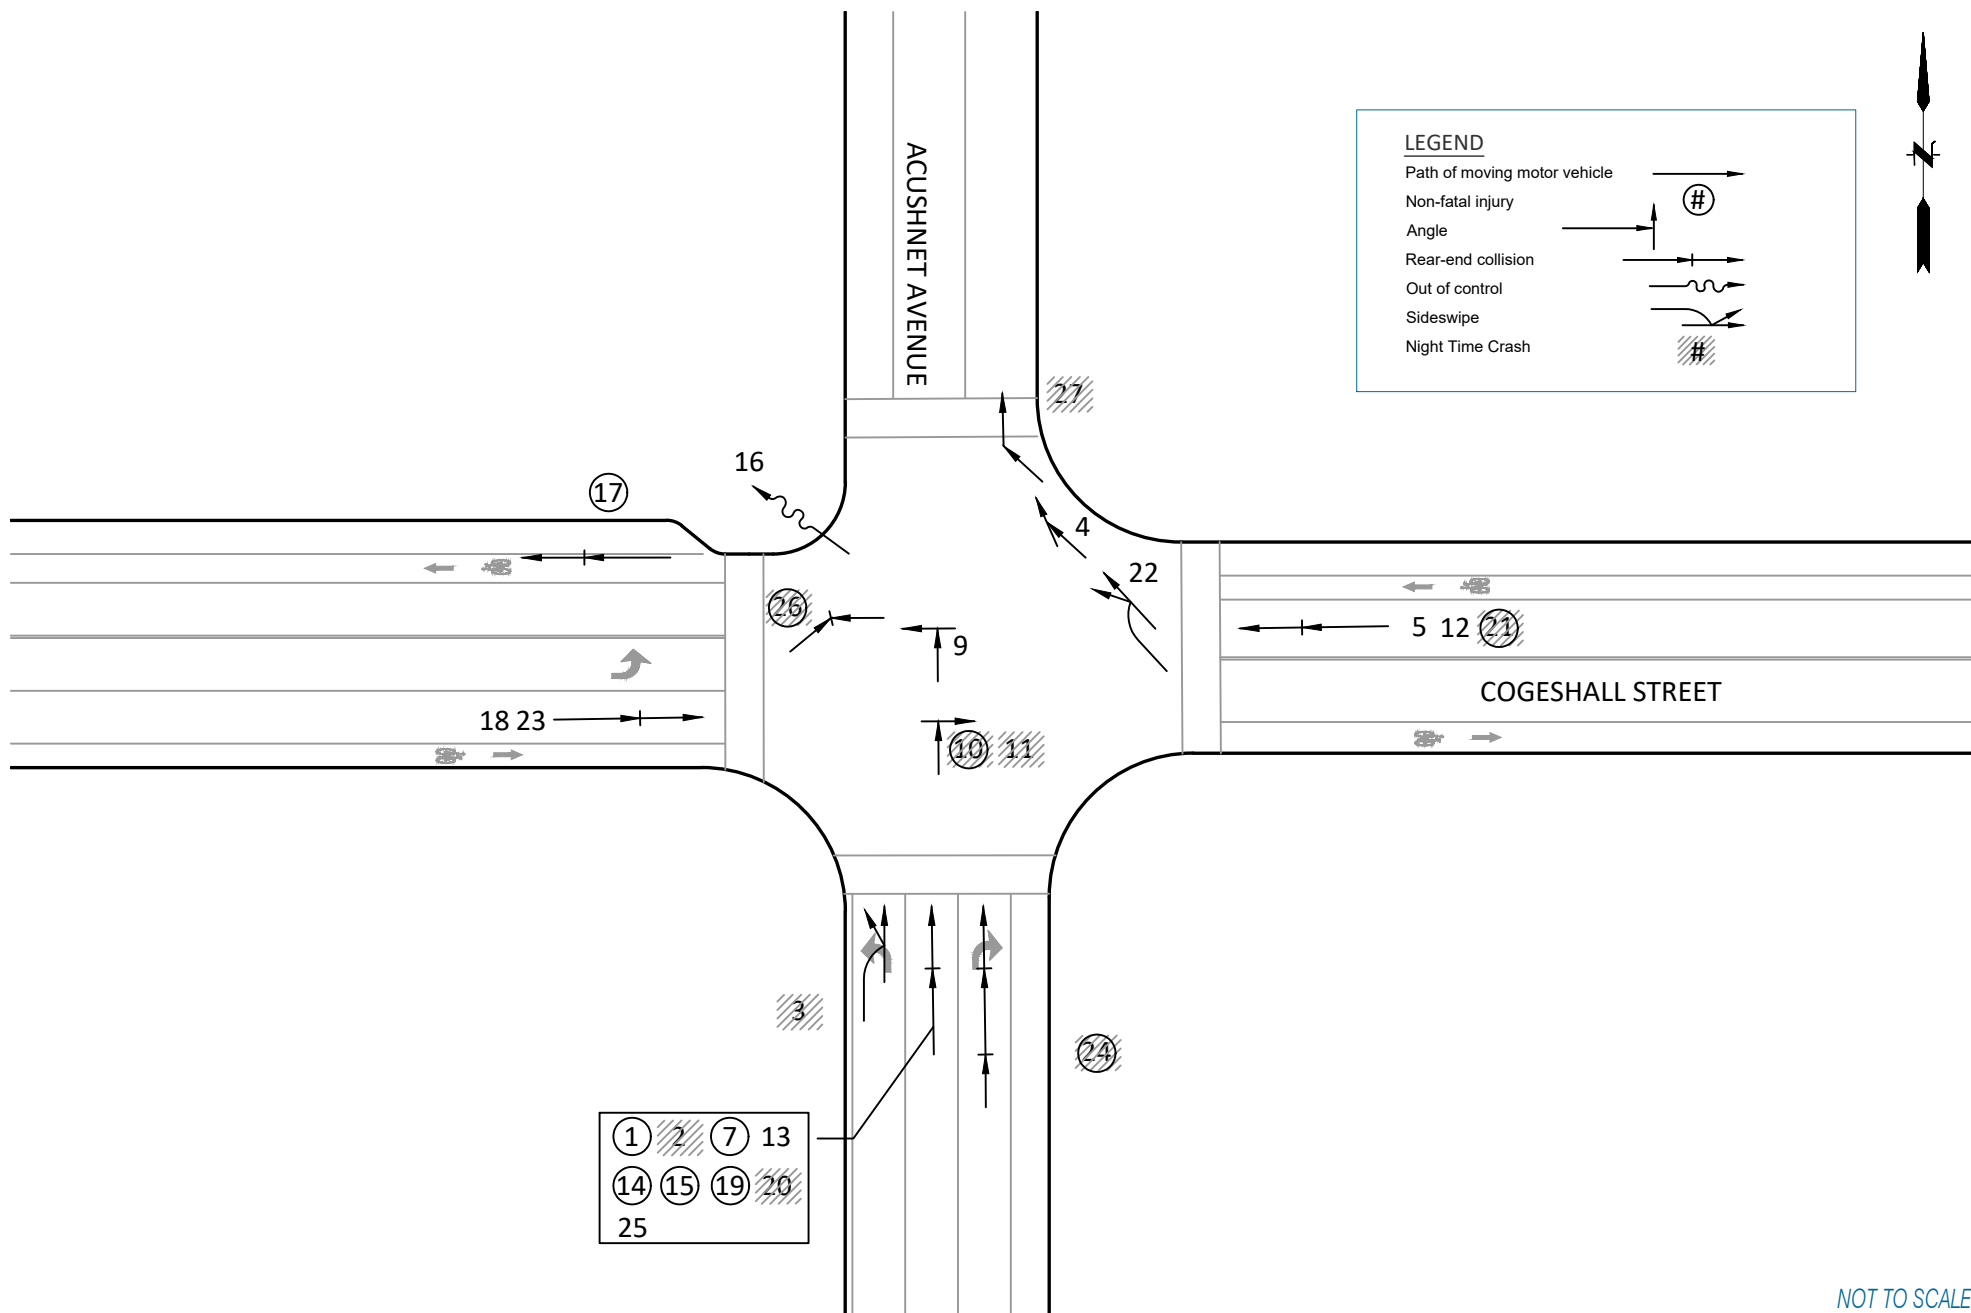 ACUSHNET AVENUE
LEGEND
Path of moving motor vehicle
Non-fatal injury #
Angle
Rear-end collision
Out of control
Sideswipe
Night Time Crash #
27
16
17
4
22
26
9
5 12 21
COGESHALL STREET
18 23
10 11
3
24
1 2 7 13
14 15 19 20
25
NOT TO SCALE
N